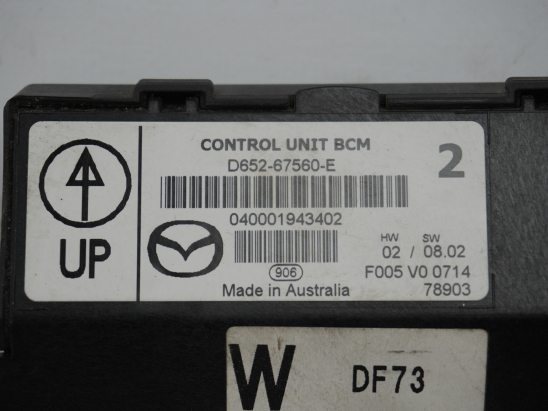 CONTROL UNIT BCM
D652-67560-E
2
040001943402
UP
HW SW
02 / 08.02
906
F005 V0 0714
Made in Australia
78903
W DF73